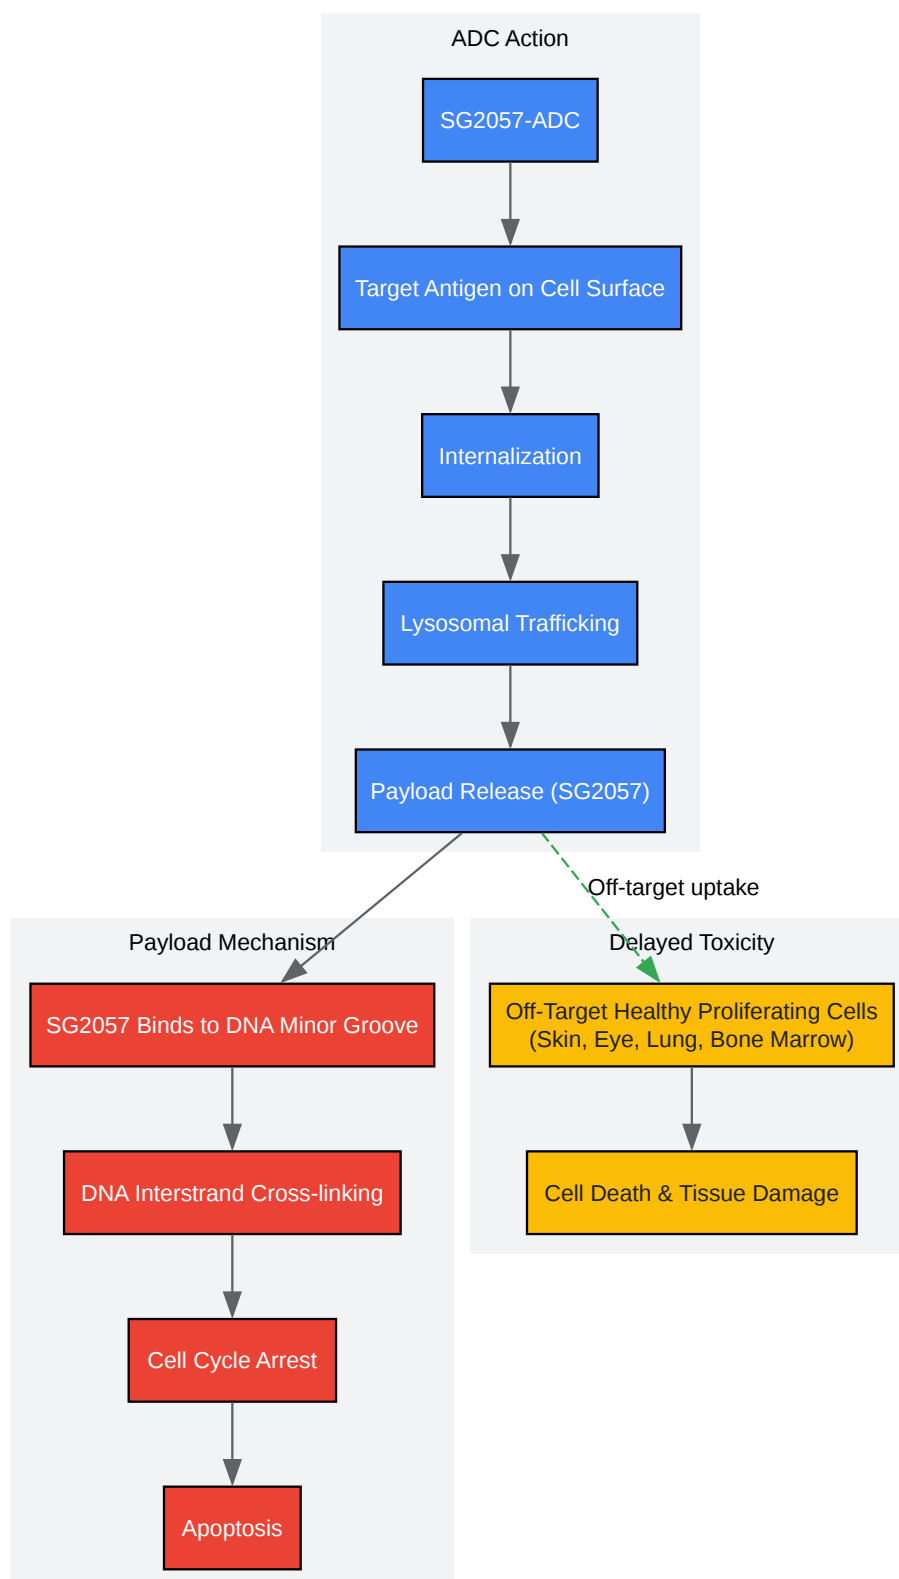 ADC Action
SG2057-ADC
Target Antigen on Cell Surface
Internalization
Lysosomal Trafficking
Payload Release (SG2057)
Off-target uptake
Payload Mechanism
SG2057 Binds to DNA Minor Groove
DNA Interstrand Cross-linking
Cell Cycle Arrest
Apoptosis
Delayed Toxicity
Off-Target Healthy Proliferating Cells
(Skin, Eye, Lung, Bone Marrow)
Cell Death & Tissue Damage